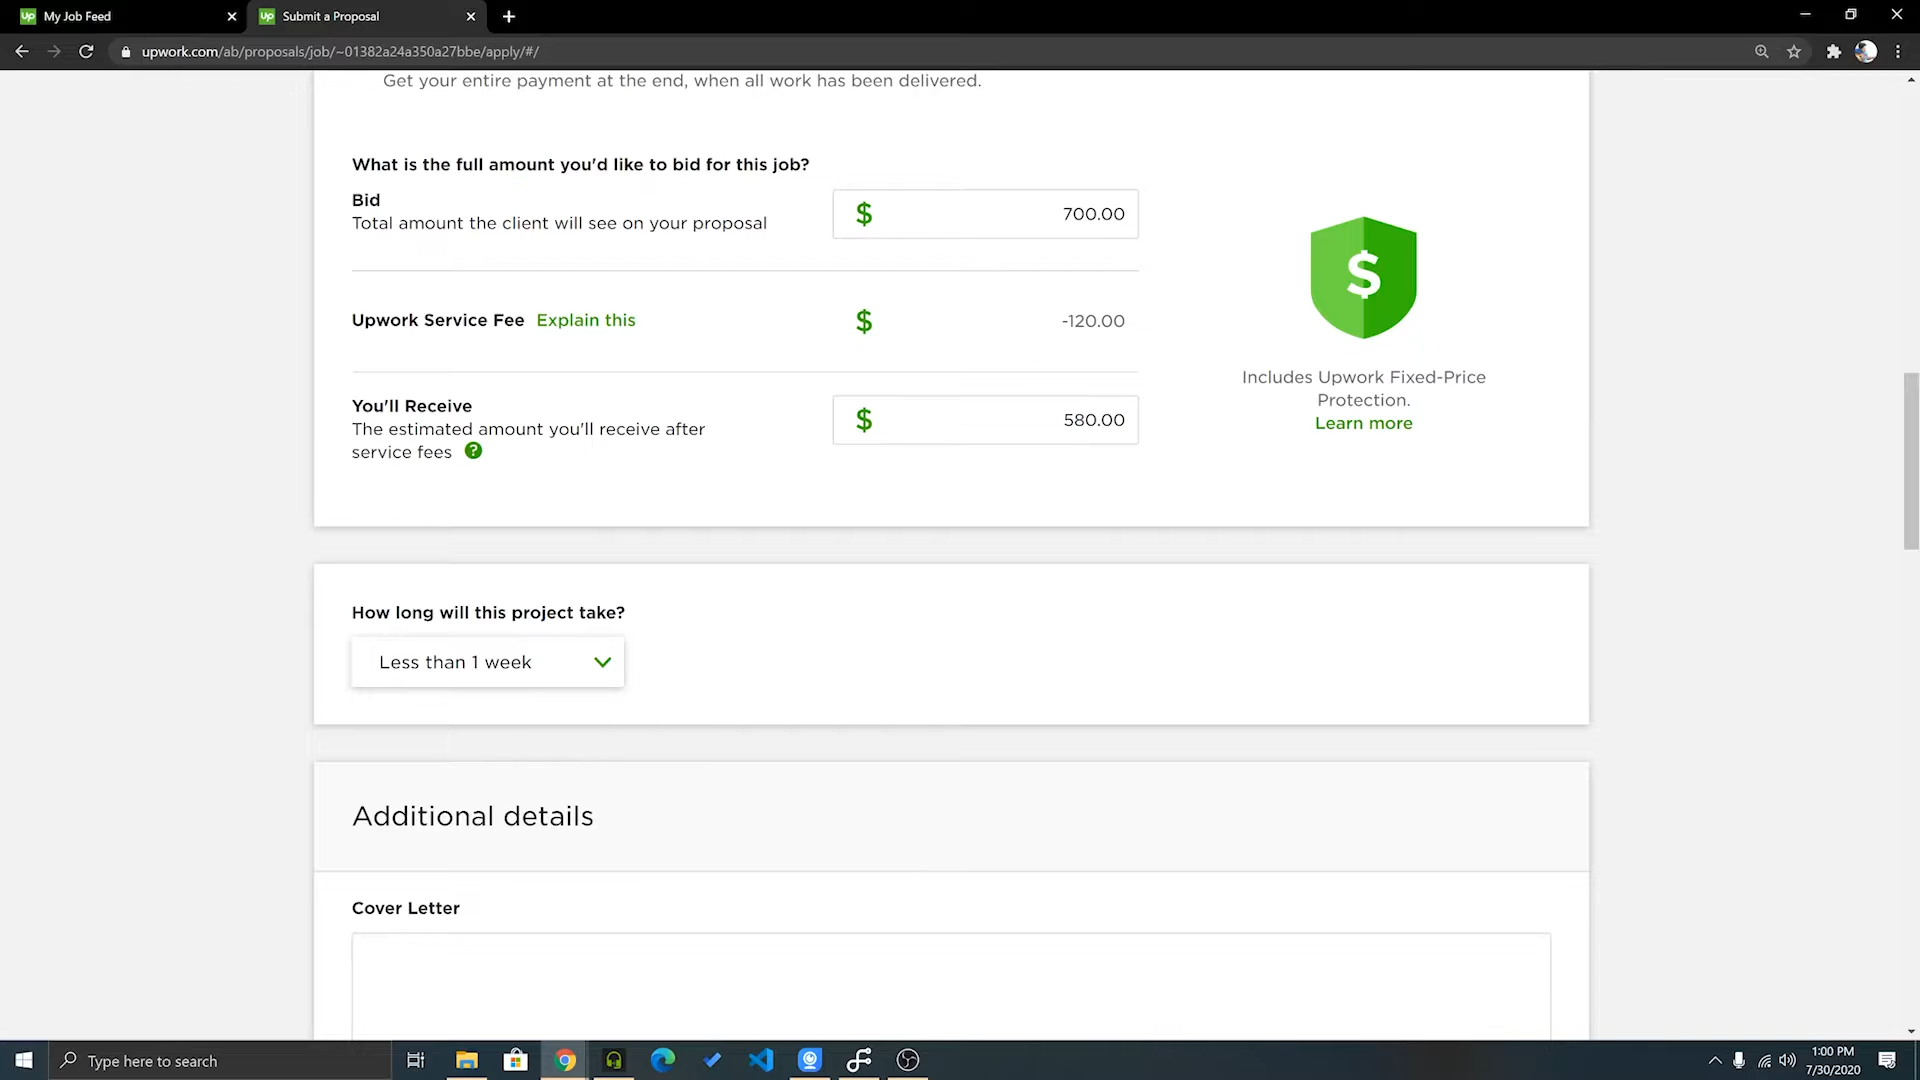 My Job Feed
Submit a Proposal
upwork.com/ab/proposals/job/~01382a24a350a27bbe/apply/#/
Get your entire payment at the end, when all work has been delivered.
What is the full amount you'd like to bid for this job?
Bid
Total amount the client will see on your proposal
$ 700.00
Upwork Service Fee Explain this
$ -120.00
You'll Receive
The estimated amount you'll receive after
service fees ?
$ 580.00
$
Includes Upwork Fixed-Price
Protection.
Learn more
How long will this project take?
Less than 1 week
Additional details
Cover Letter
Type here to search
1:00 PM
7/30/2020